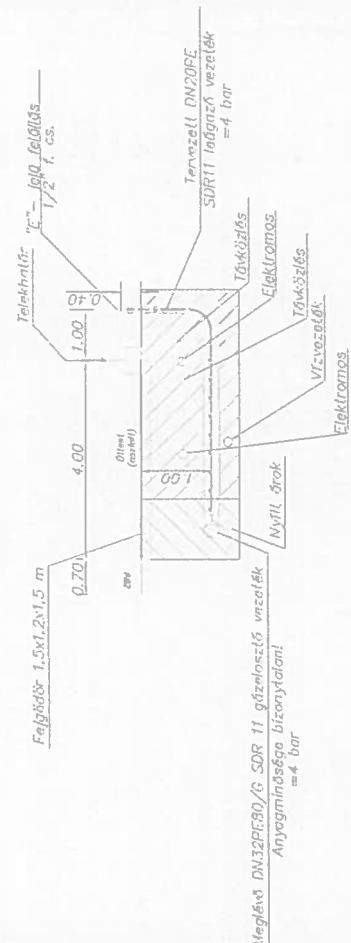 "E"– jelű felállás
1/2" f. cs.
Telekhatár
Tervezett DN20PE
SDR11 leágazó vezeték
=4 bar
0.40
1.00
4.00
0.70
Távközlés
Elektromos
Távközlés
Vízvezeték
Elektromos
1.00
Nyílt árok
Fejgödör 1,5x1,2x1,5 m
Meglévő DN32PE80/G SDR 11 gázelosztó vezeték
Anyagminősége bizonytalan!
=4 bar